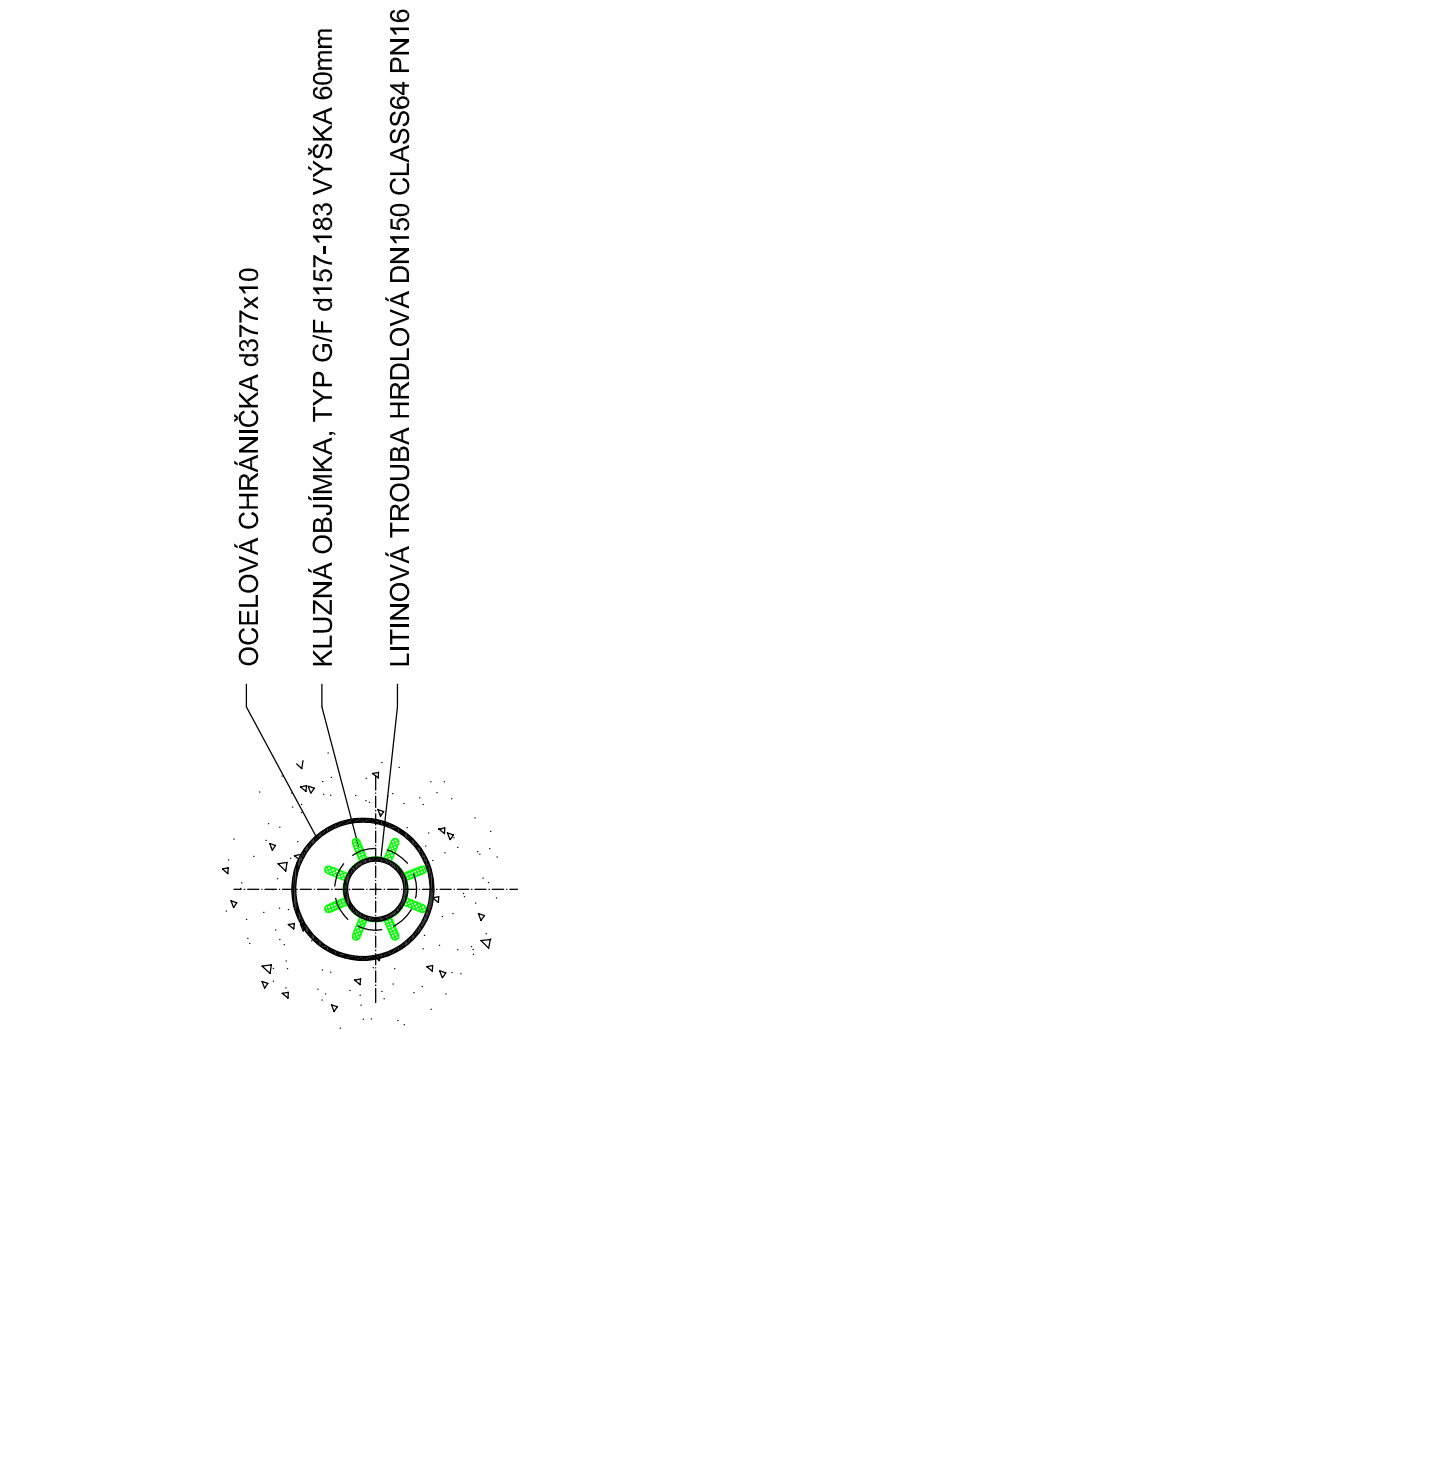 OCELOVÁ CHRÁNIČKA d377x10
KLUZNÁ OBJÍMKA, TYP G/F d157-183 VÝŠKA 60mm
LITINOVÁ TROUBA HRDLOVÁ DN150 CLASS64 PN16